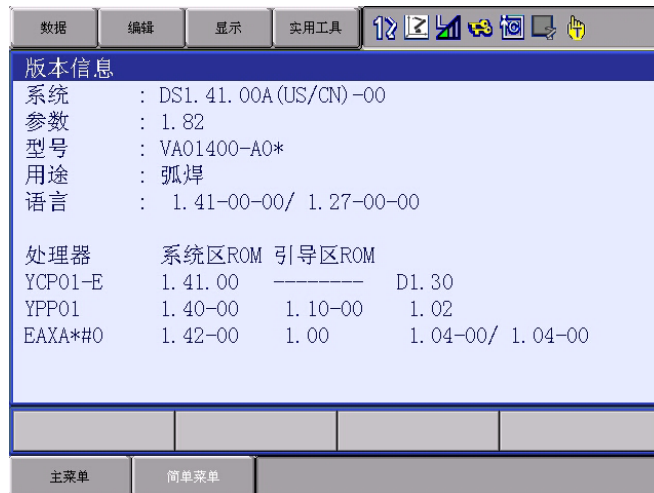 数据 编辑 显示 实用工具
版本信息
系统 : DS1.41.00A(US/CN)-00
参数 : 1.82
型号 : VA01400-A0*
用途 : 弧焊
语言 : 1.41-00-00/ 1.27-00-00
处理器 系统区ROM 引导区ROM
YCP01-E 1.41.00 -------- D1.30
YPP01 1.40-00 1.10-00 1.02
EAXA*#0 1.42-00 1.00 1.04-00/ 1.04-00
主菜单 简单菜单